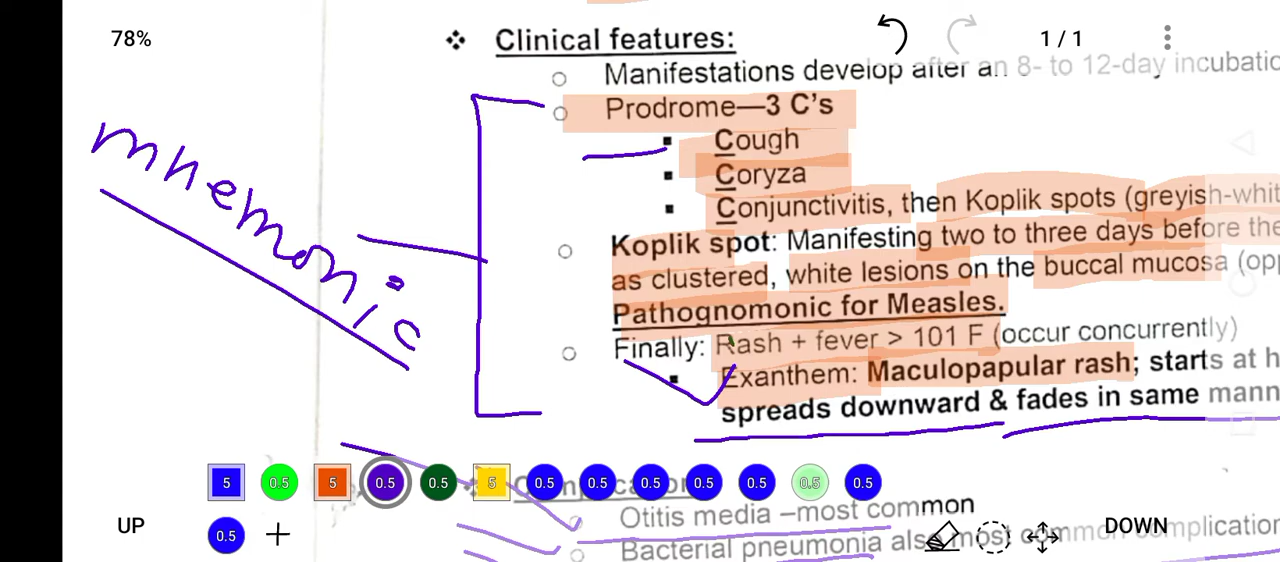 78%
1 / 1
❖ Clinical features:
○ Manifestations develop after an 8- to 12-day incubatio
○ Prodrome—3 C's
▪ Cough
▪ Coryza
▪ Conjunctivitis, then Koplik spots (greyish-whit
○ Koplik spot: Manifesting two to three days before the
as clustered, white lesions on the buccal mucosa (opp
Pathognomonic for Measles.
○ Finally: Rash + fever > 101 F (occur concurrently)
▪ Exanthem: Maculopapular rash; starts at h
spreads downward & fades in same mann
mnemonic
5 0.5 5 0.5 0.5 5 0.5 0.5 0.5 0.5 0.5 0.5 0.5
UP 0.5 + DOWN
○ Otitis media –most common
○ Bacterial pneumonia also most common complication